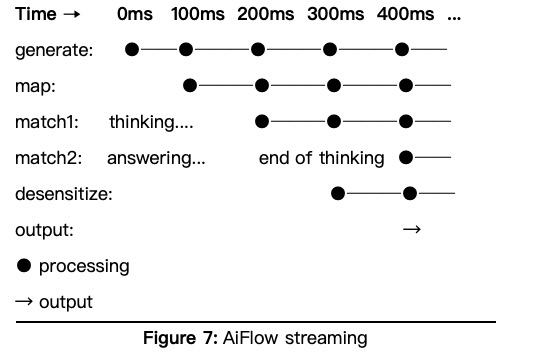 Time → 0ms 100ms 200ms 300ms 400ms ...
generate:
map:
match1: thinking....
match2: answering... end of thinking
desensitize:
output: →
● processing
→ output
Figure 7: AiFlow streaming